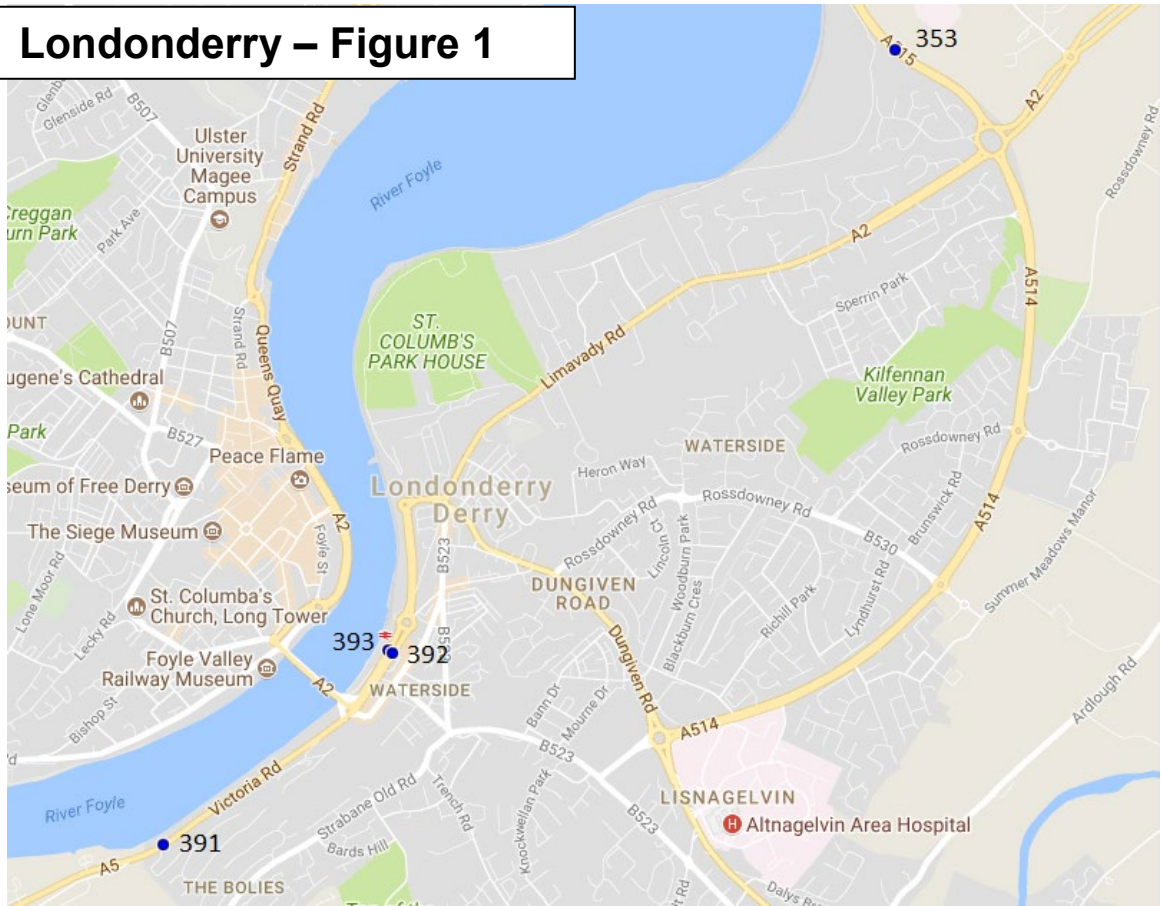 Londonderry – Figure 1
353
A2
B507
Glenside Rd
Strand Rd
Ulster
University
Magee
Campus
River Foyle
Rossdowney Rd
Creggan
urn Park
Park Ave
A2
A514
Sperrin Park
OUNT
B507
Strand Rd
Queens Quay
ST.
COLUMB'S
PARK HOUSE
Limavady Rd
Kilfennan
Valley Park
ugene's Cathedral
Park
B527
Peace Flame
WATERSIDE
Rossdowney Rd
Heron Way
seum of Free Derry
Londonderry
Derry
Rossdowney Rd
Rossdowney Rd
The Siege Museum
A2
Foyle St
B523
Lincoln Ct
Woodburn Park
B530
Brunswick Rd
A514
Summer Meadows Manor
Lone Moor Rd
Lecky Rd
St. Columba's
Church, Long Tower
DUNGIVEN
ROAD
Blackburn Cres
Richill Park
Lyndhurst Rd
393
392
Foyle Valley
Railway Museum
A2
WATERSIDE
Dungiven Rd
Bishop St
Bann Dr
Mourne Dr
A514
Ardlough Rd
B523
Victoria Rd
River Foyle
Strabane Old Rd
Trench Rd
Knockwellan Park
B523
LISNAGELVIN
H
Altnagelvin Area Hospital
391
Bards Hill
A5
THE BOLIES